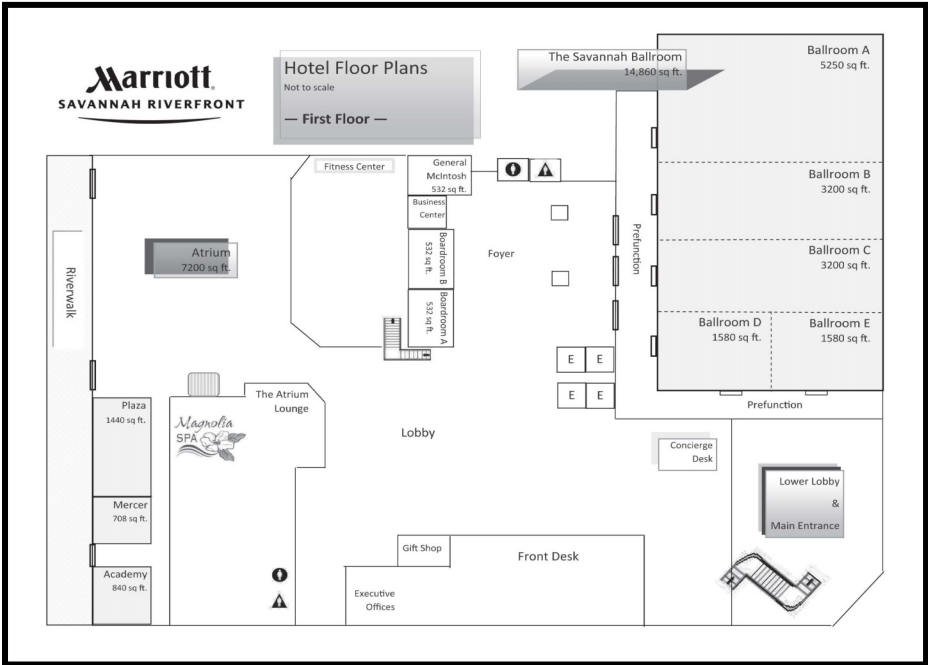 Marriott
SAVANNAH RIVERFRONT
Hotel Floor Plans
Not to scale
— First Floor —
The Savannah Ballroom
14,860 sq ft.
Ballroom A
5250 sq ft.
Ballroom B
3200 sq ft.
Ballroom C
3200 sq ft.
Ballroom D
1580 sq ft.
Ballroom E
1580 sq ft.
Prefunction
Prefunction
Fitness Center
General
McIntosh
532 sq ft.
Business
Center
Boardroom B
532 sq ft.
Boardroom A
532 sq ft.
Foyer
Atrium
7200 sq ft.
Riverwalk
E E
E E
The Atrium
Lounge
Magnolia
SPA
Plaza
1440 sq ft.
Mercer
708 sq ft.
Academy
840 sq ft.
Lobby
Concierge
Desk
Lower Lobby
&
Main Entrance
Gift Shop
Front Desk
Executive
Offices